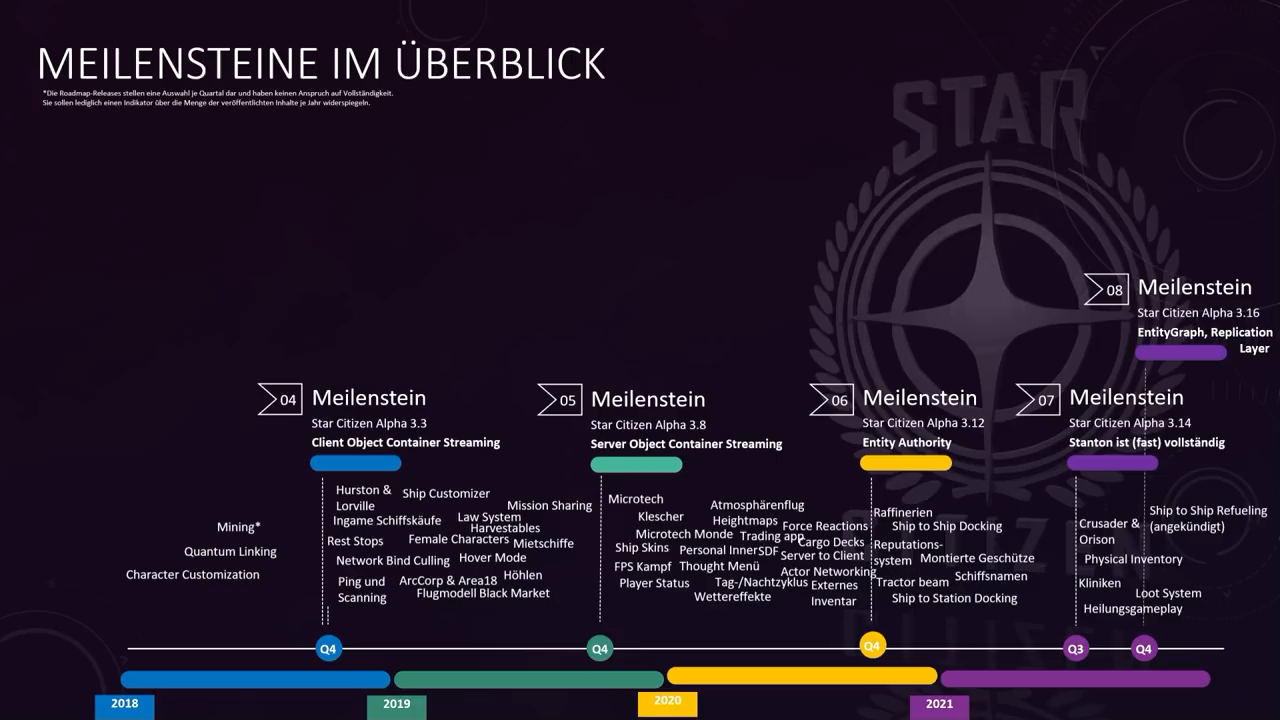 MEILENSTEINE IM ÜBERBLICK
*Die Roadmap-Releases stellen eine Auswahl je Quartal dar und haben keinen Anspruch auf Vollständigkeit.
Sie sollen lediglich einen Indikator über die Menge der veröffentlichten Inhalte je Jahr widerspiegeln.
STAR
CITIZEN
08
Meilenstein
Star Citizen Alpha 3.16
EntityGraph, Replication
Layer
04
Meilenstein
Star Citizen Alpha 3.3
Client Object Container Streaming
05
Meilenstein
Star Citizen Alpha 3.8
Server Object Container Streaming
06
Meilenstein
Star Citizen Alpha 3.12
Entity Authority
07
Meilenstein
Star Citizen Alpha 3.14
Stanton ist (fast) vollständig
Mining*
Quantum Linking
Character Customization
Hurston &
Lorville
Ship Customizer
Mission Sharing
Ingame Schiffskäufe
Law System
Harvestables
Rest Stops
Female Characters
Mietschiffe
Network Bind Culling
Hover Mode
Ping und
Scanning
ArcCorp & Area18
Höhlen
Flugmodell
Black Market
Microtech
Atmosphärenflug
Klescher
Heightmaps
Force Reactions
Microtech Monde
Trading app
Cargo Decks
Ship Skins
Personal InnerSDF
Server to Client
Actor Networking
FPS Kampf
Thought Menü
Player Status
Tag-/Nachtzyklus
Externes
Inventar
Wettereffekte
Raffinerien
Ship to Ship Docking
Reputations-
system
Montierte Geschütze
Schiffsnamen
Tractor beam
Ship to Station Docking
Crusader &
Orison
Physical Inventory
Kliniken
Loot System
Heilungsgameplay
Ship to Ship Refueling
(angekündigt)
Q4
Q4
Q4
Q3
Q4
2018
2019
2020
2021